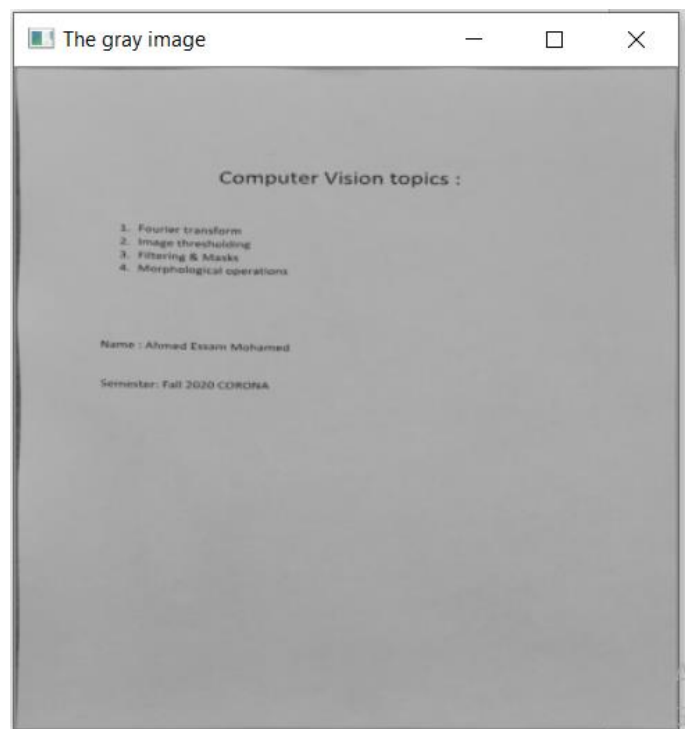 The gray image
Computer Vision topics :
1. Fourier transform
2. Image thresholding
3. Filtering & Masks
4. Morphological operations
Name : Ahmed Essam Mohamed
Semester: Fall 2020 CORONA